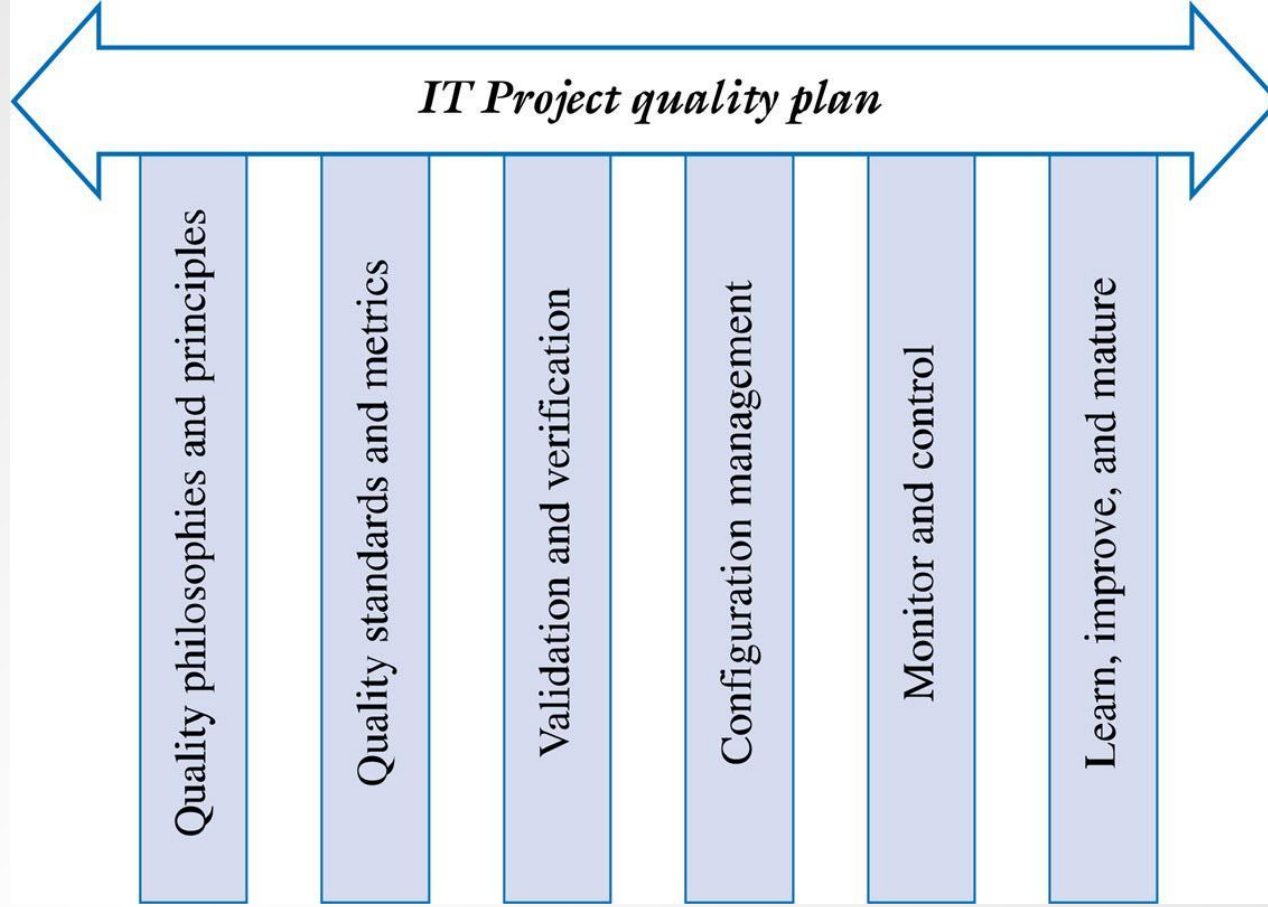 IT Project quality plan
Quality philosophies and principles
Quality standards and metrics
Validation and verification
Configuration management
Monitor and control
Learn, improve, and mature